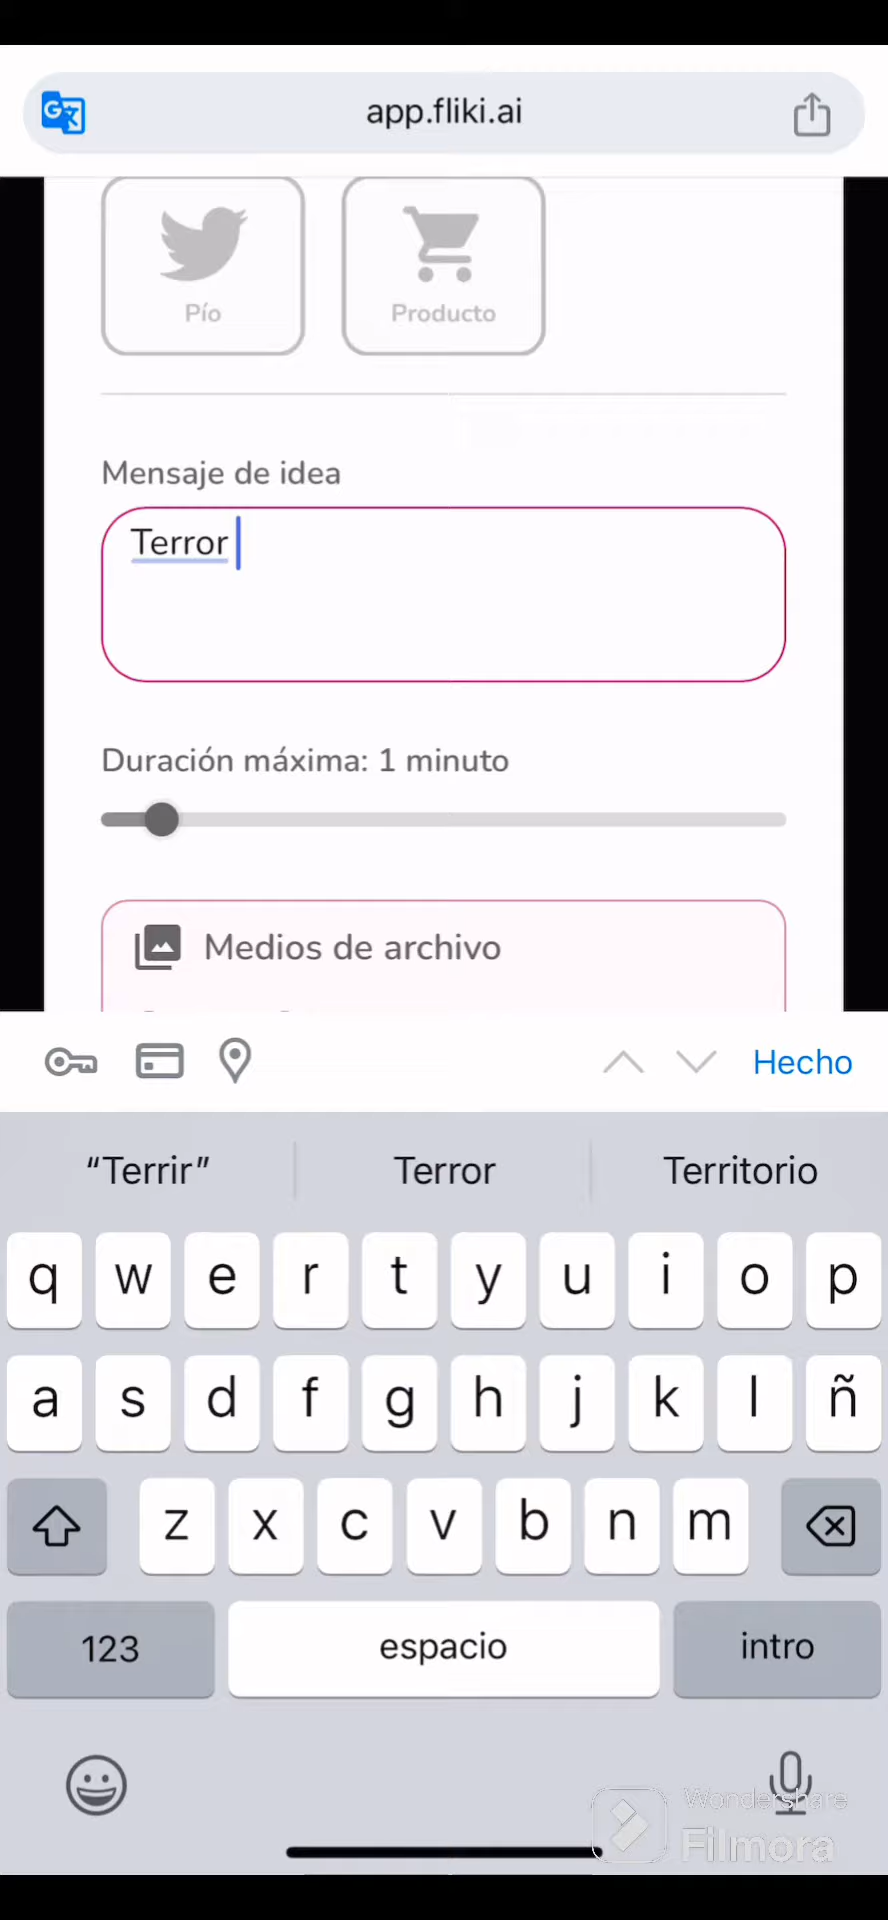 app.fliki.ai
Pío
Producto
Mensaje de idea
Terror
Duración máxima: 1 minuto
Medios de archivo
Hecho
“Terrir”
Terror
Territorio
q w e r t y u i o p
a s d f g h j k l ñ
z x c v b n m
123
espacio
intro
Wondershare
Filmora